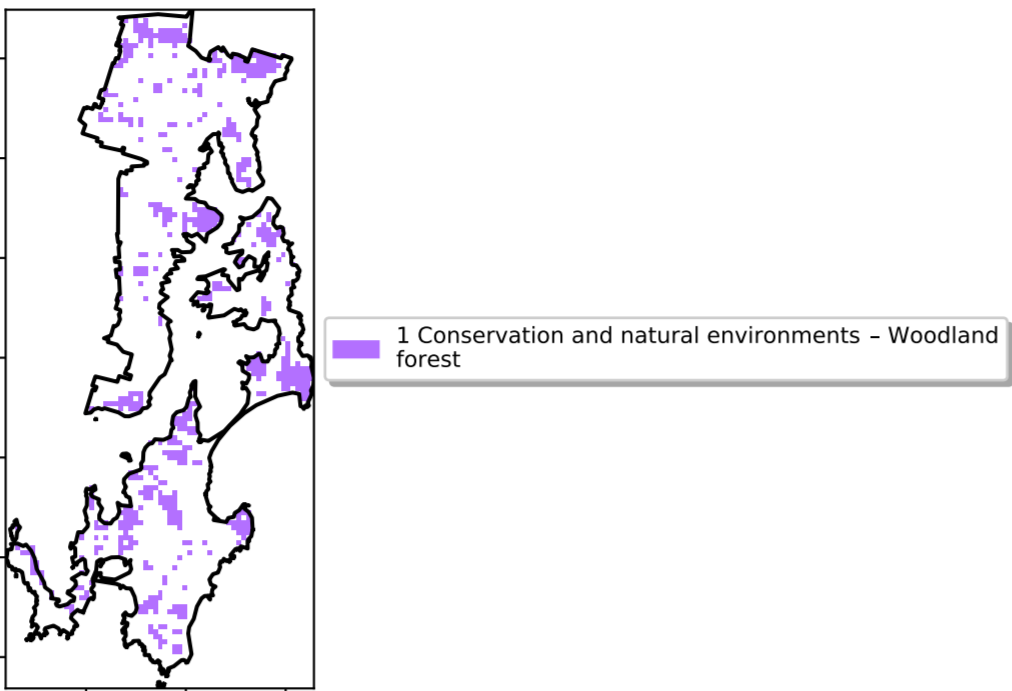 1 Conservation and natural environments – Woodland
forest